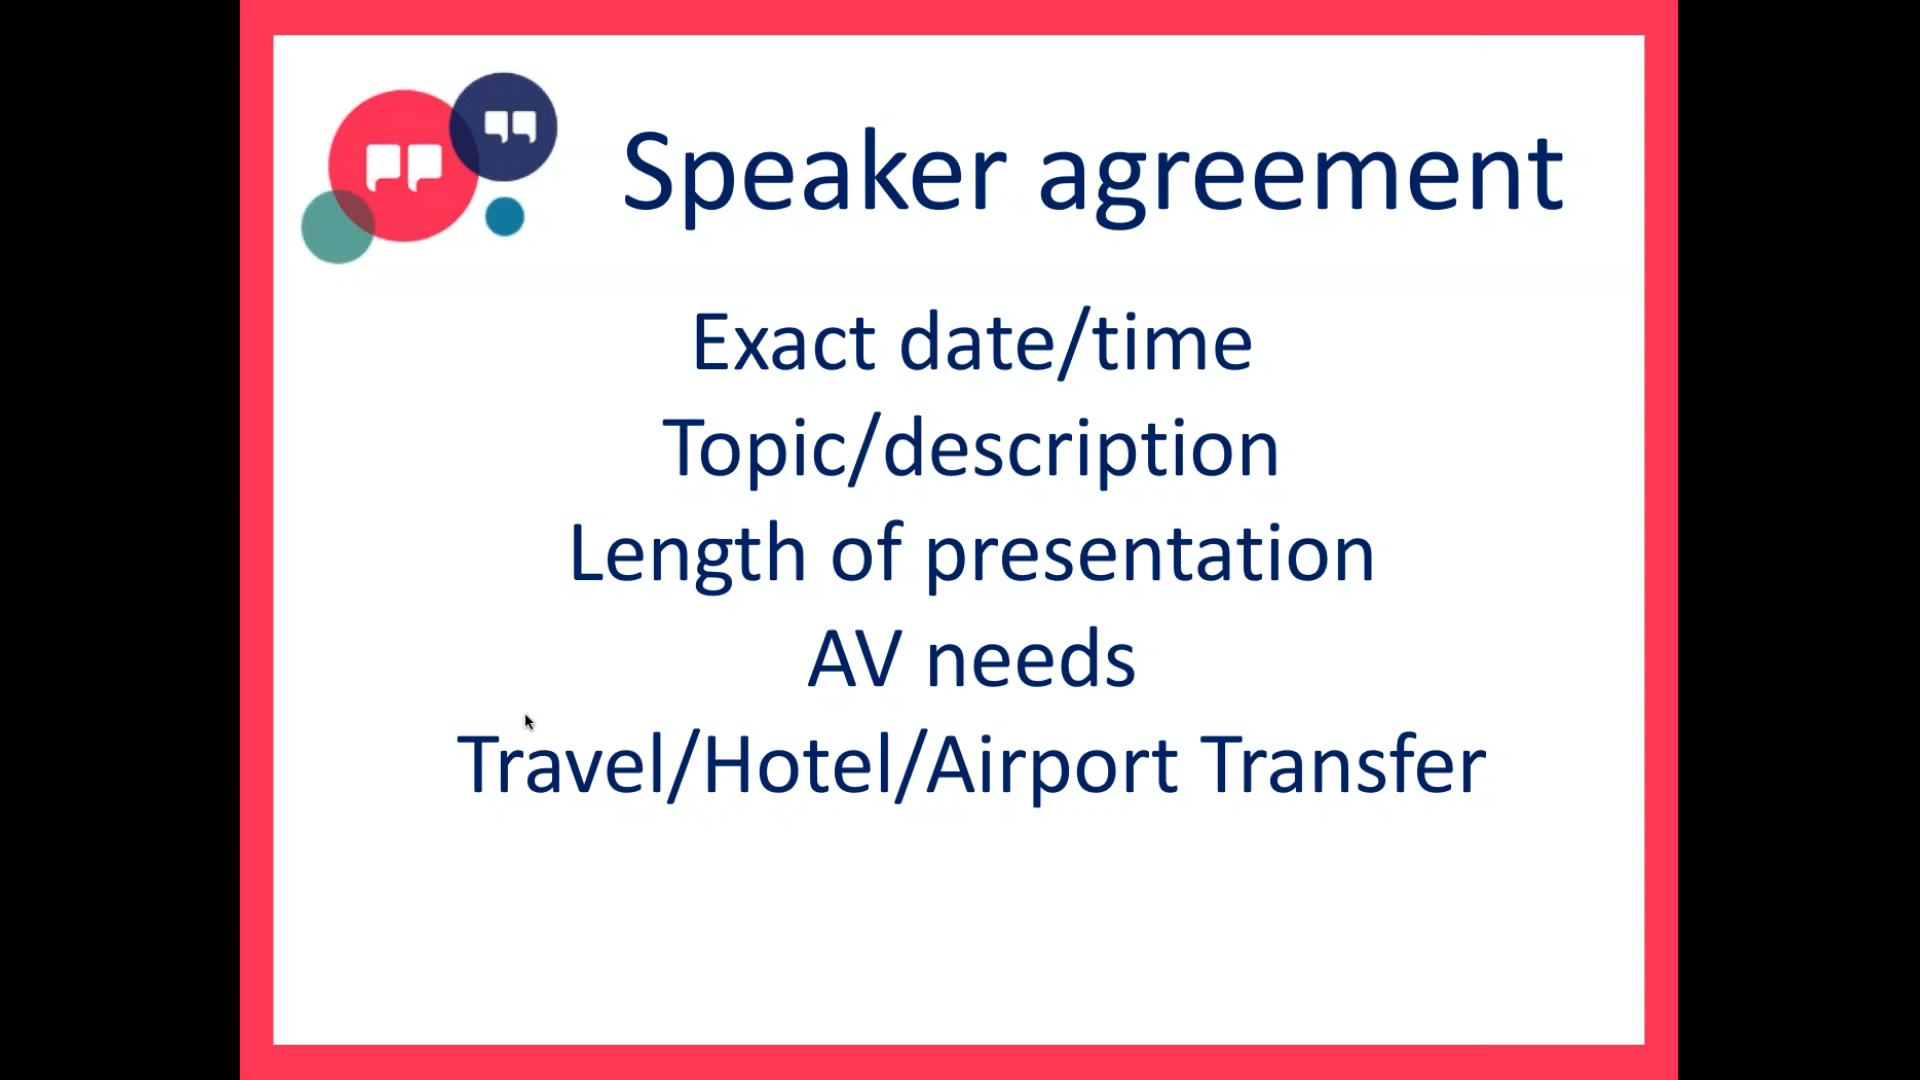 Speaker agreement
Exact date/time
Topic/description
Length of presentation
AV needs
Travel/Hotel/Airport Transfer